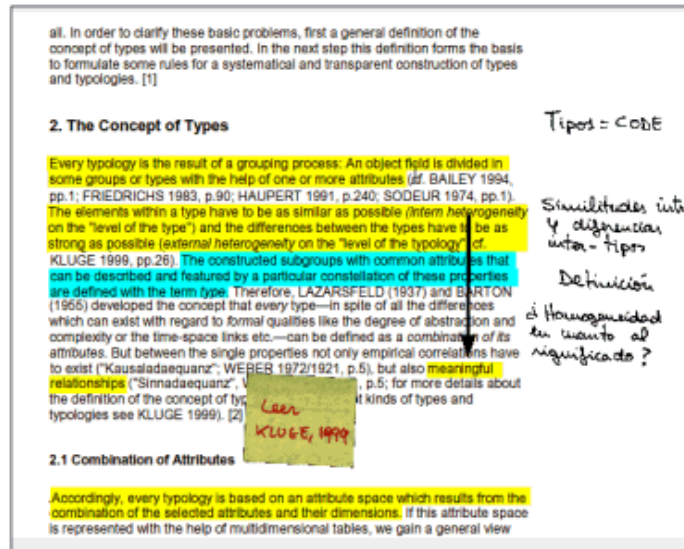 all. In order to clarify these basic problems, first a general definition of the
concept of types will be presented. In the next step this definition forms the basis
to formulate some rules for a systematical and transparent construction of types
and typologies. [1]
2. The Concept of Types
Every typology is the result of a grouping process: An object field is divided in
some groups or types with the help of one or more attributes (cf. BAILEY 1994,
pp.1; FRIEDRICHS 1983, p.90; HAUPERT 1991, p.240; SODEUR 1974, pp.1).
The elements within a type have to be as similar as possible (intern heterogeneity
on the "level of the type") and the differences between the types have to be as
strong as possible (external heterogeneity on the "level of the typology" cf.
KLUGE 1999, pp.26). The constructed subgroups with common attributes that
can be described and featured by a particular constellation of these properties
are defined with the term type. Therefore, LAZARSFELD (1937) and BARTON
(1955) developed the concept that every type—in spite of all the differences
which can exist with regard to formal qualities like the degree of abstraction and
complexity or the time-space links etc.—can be defined as a combination of its
attributes. But between the single properties not only empirical correlations have
to exist ("Kausaladaequanz"; WEBER 1972/1921, p.5), but also meaningful
relationships ("Sinnadaequanz", , p.5; for more details about
the definition of the concept of kinds of types and
typologies see KLUGE 1999). [2]
Leer
KLUGE, 1999
2.1 Combination of Attributes
Accordingly, every typology is based on an attribute space which results from the
combination of the selected attributes and their dimensions. If this attribute space
is represented with the help of multidimensional tables, we gain a general view
Tipos = CODE
Similitudes
y diferencias
inter-tipos
Definición
¿Homogeneidad
en cuanto al
significado?